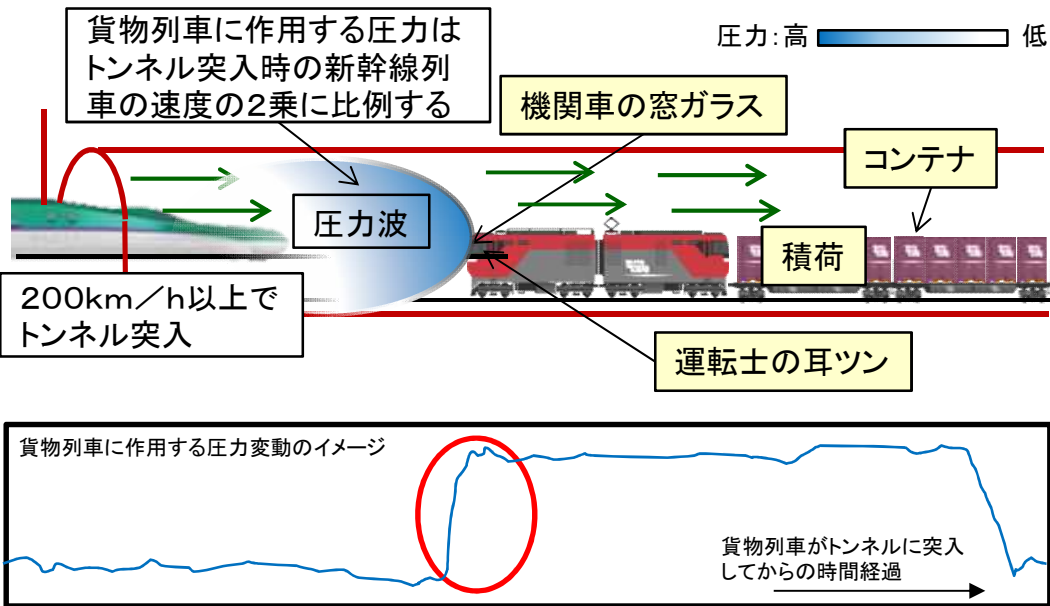 貨物列車に作用する圧力は
トンネル突入時の新幹線列
車の速度の２乗に比例する
圧力：高
低
機関車の窓ガラス
コンテナ
圧力波
積荷
２００ｋｍ／ｈ以上で
トンネル突入
運転士の耳ツン
貨物列車に作用する圧力変動のイメージ
貨物列車がトンネルに突入
してからの時間経過